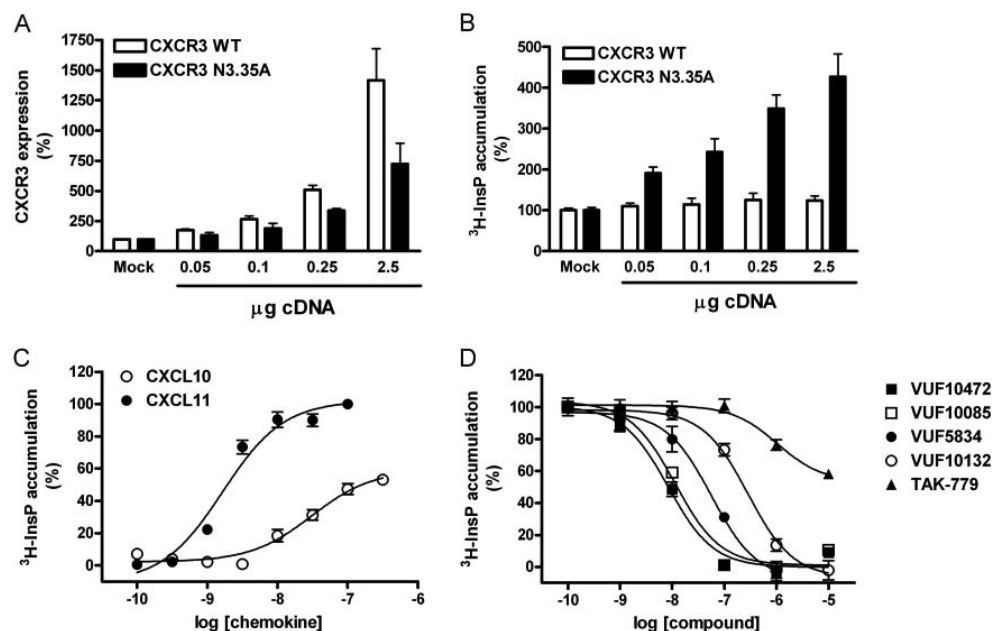 A
CXCR3 WT
CXCR3 N3.35A
CXCR3 expression
(%)
1750
1500
1250
1000
750
500
250
0
Mock
0.05
0.1
0.25
2.5
μg cDNA
B
CXCR3 WT
CXCR3 N3.35A
³H-InsP accumulation
(%)
500
400
300
200
100
0
Mock
0.05
0.1
0.25
2.5
μg cDNA
C
CXCL10
CXCL11
³H-InsP accumulation
(%)
120
100
80
60
40
20
0
-10
-9
-8
-7
-6
log [chemokine]
D
³H-InsP accumulation
(%)
120
100
80
60
40
20
0
-10
-9
-8
-7
-6
-5
log [compound]
VUF10472
VUF10085
VUF5834
VUF10132
TAK-779